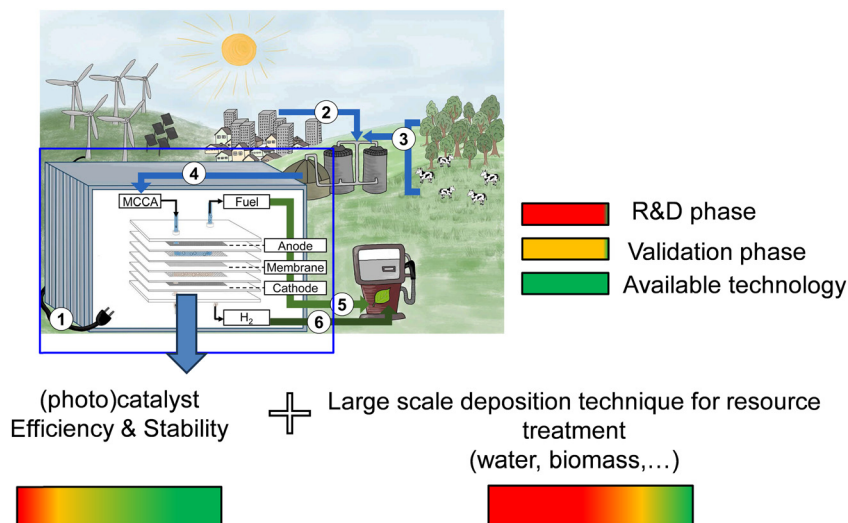 2
3
4
MCCA
Fuel
Anode
Membrane
Cathode
1
5
6
H₂
R&D phase
Validation phase
Available technology
(photo)catalyst
Efficiency & Stability
Large scale deposition technique for resource
treatment
(water, biomass,...)